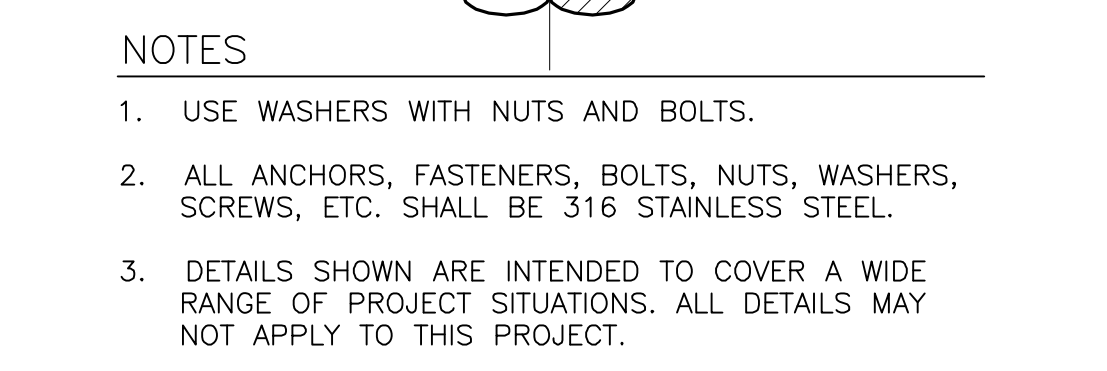 NOTES
1. USE WASHERS WITH NUTS AND BOLTS.
2. ALL ANCHORS, FASTENERS, BOLTS, NUTS, WASHERS,
SCREWS, ETC. SHALL BE 316 STAINLESS STEEL.
3. DETAILS SHOWN ARE INTENDED TO COVER A WIDE
RANGE OF PROJECT SITUATIONS. ALL DETAILS MAY
NOT APPLY TO THIS PROJECT.